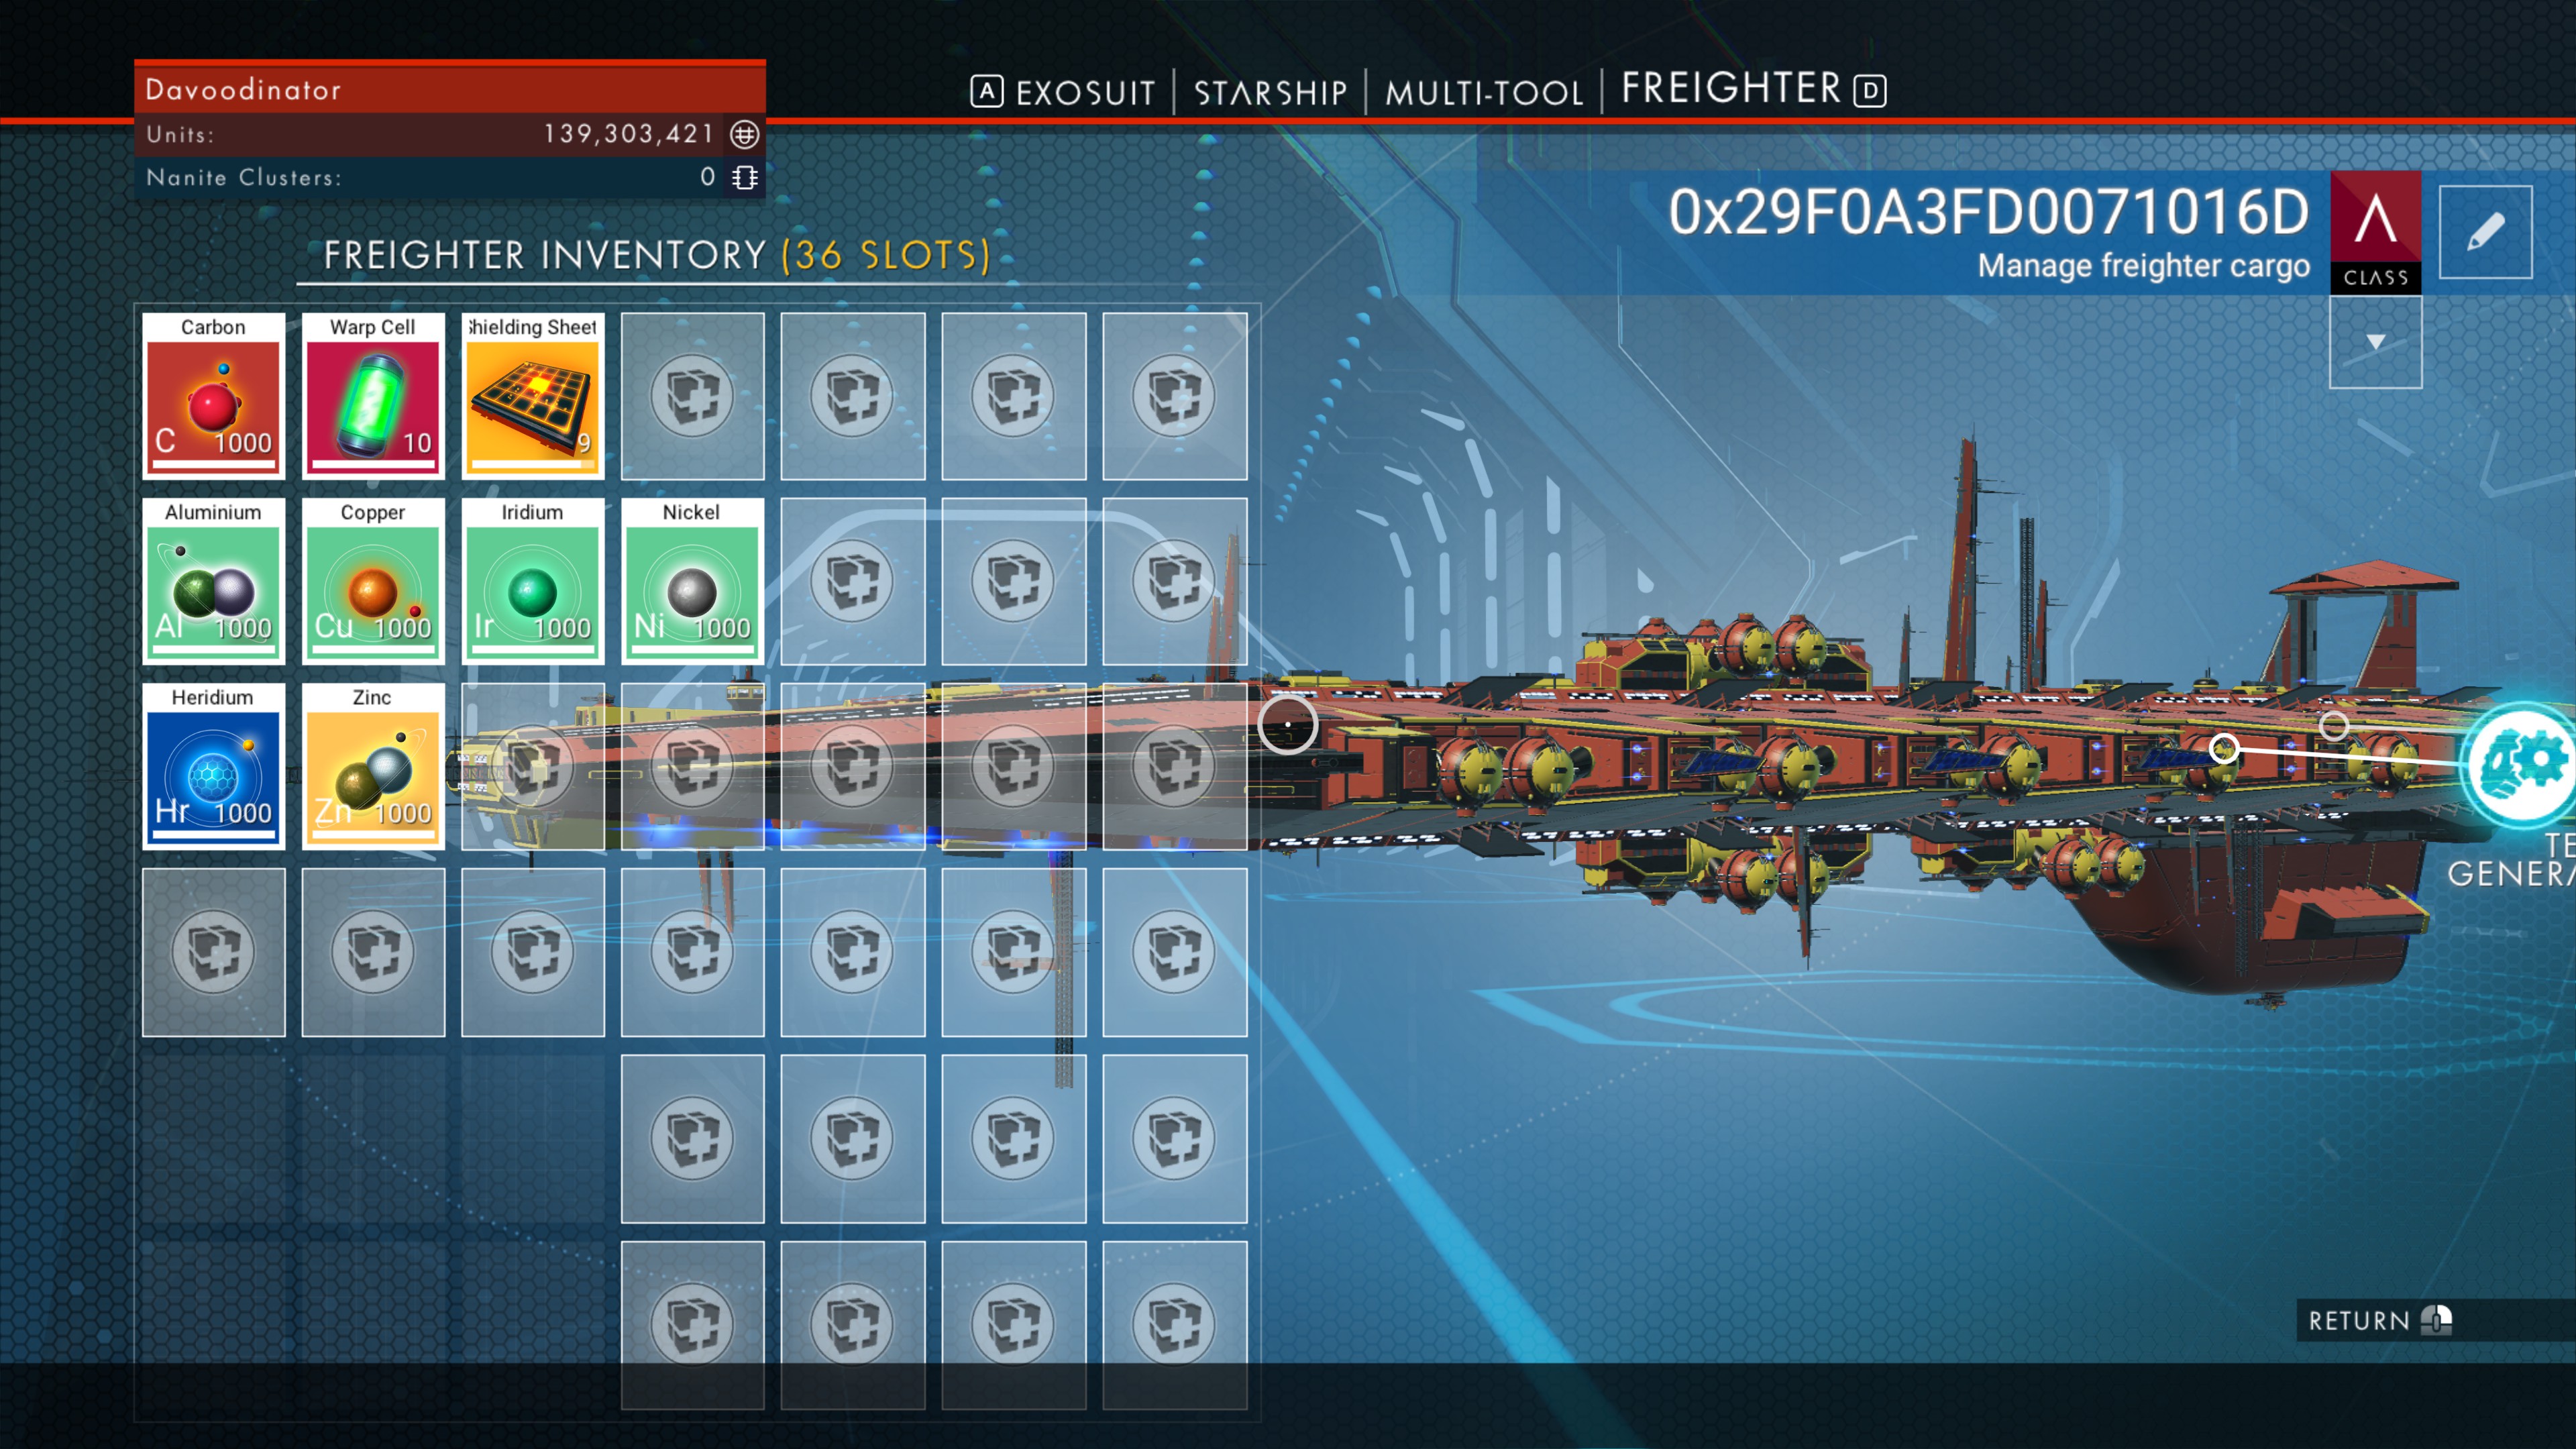 Davoodinator
Units: 139,303,421
Nanite Clusters: 0
A EXOSUIT STARSHIP MULTI-TOOL FREIGHTER D
0x29F0A3FD0071016D
Manage freighter cargo
CLASS
FREIGHTER INVENTORY (36 SLOTS)
Carbon Warp Cell hielding Sheet
C 1000 10 9
Aluminium Copper Iridium Nickel
Al 1000 Cu 1000 Ir 1000 Ni 1000
Heridium Zinc
Hr 1000 Zn 1000
TE
GENERA
RETURN